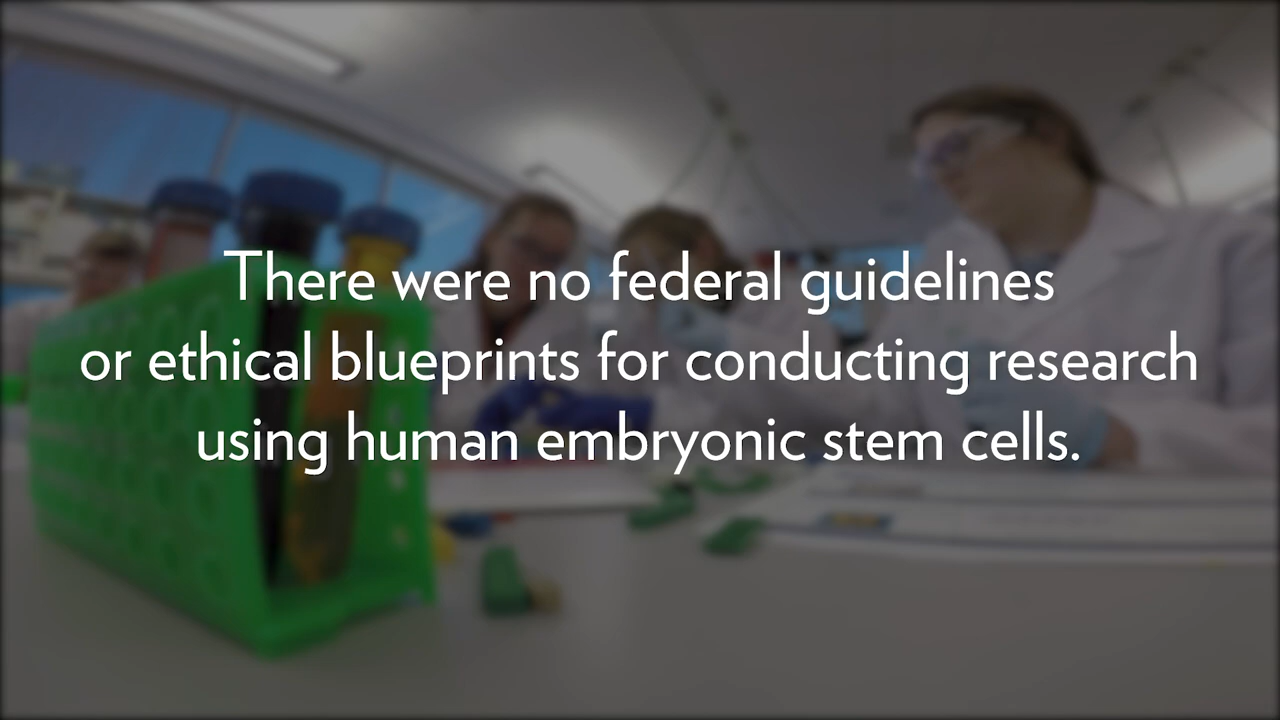 There were no federal guidelines
or ethical blueprints for conducting research
using human embryonic stem cells.